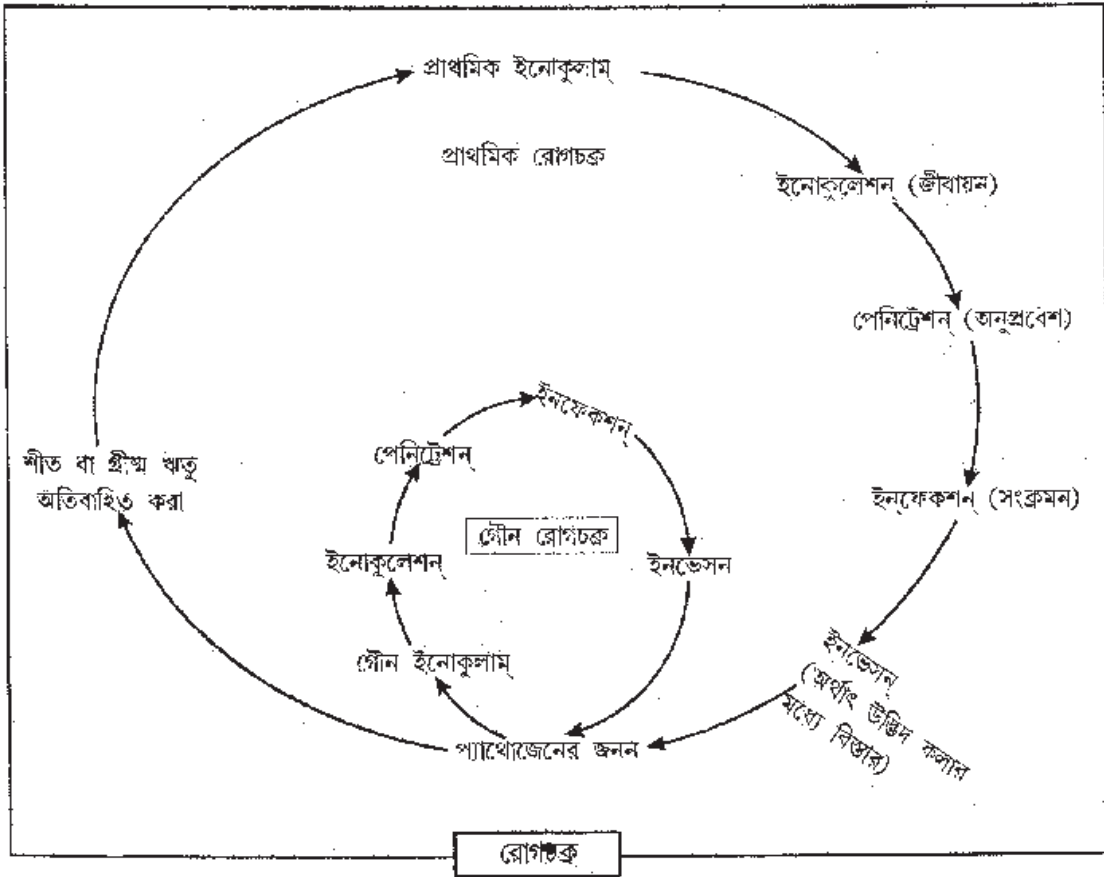 প্রাথমিক ইনোকুলাম্
প্রাথমিক রোগচক্র
ইনোকুলেশন্ (জীবায়ন)
পেনিট্রেশন্ (অনুপ্রবেশ)
ইন্ফেকশন্ (সংক্রমন)
ইনভেসন্
(অর্থাৎ উদ্ভিদ কলার
মধ্যে বিস্তার)
প্যাথোজেনের জনন
শীত বা গ্রীষ্ম ঋতু
অতিবাহিত করা
গৌন ইনোকুলাম্
ইনোকুলেশন্
পেনিট্রেশন্
ইনফেকশন্
ইনভেসন
গৌন রোগচক্র
রোগচক্র